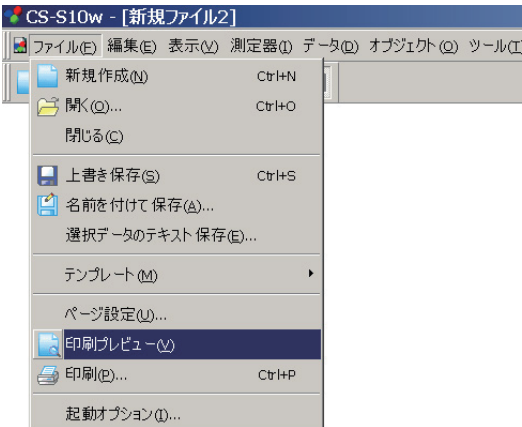 CS-S10w - [新規ファイル2]
ファイル(F) 編集(E) 表示(V) 測定器(I) データ(D) オブジェクト(O) ツール(T
新規作成(N) Ctrl+N
開く(O)... Ctrl+O
閉じる(C)
上書き保存(S) Ctrl+S
名前を付けて保存(A)...
選択データのテキスト保存(E)...
テンプレート(M)
ページ設定(U)...
印刷プレビュー(V)
印刷(P)... Ctrl+P
起動オプション(I)...